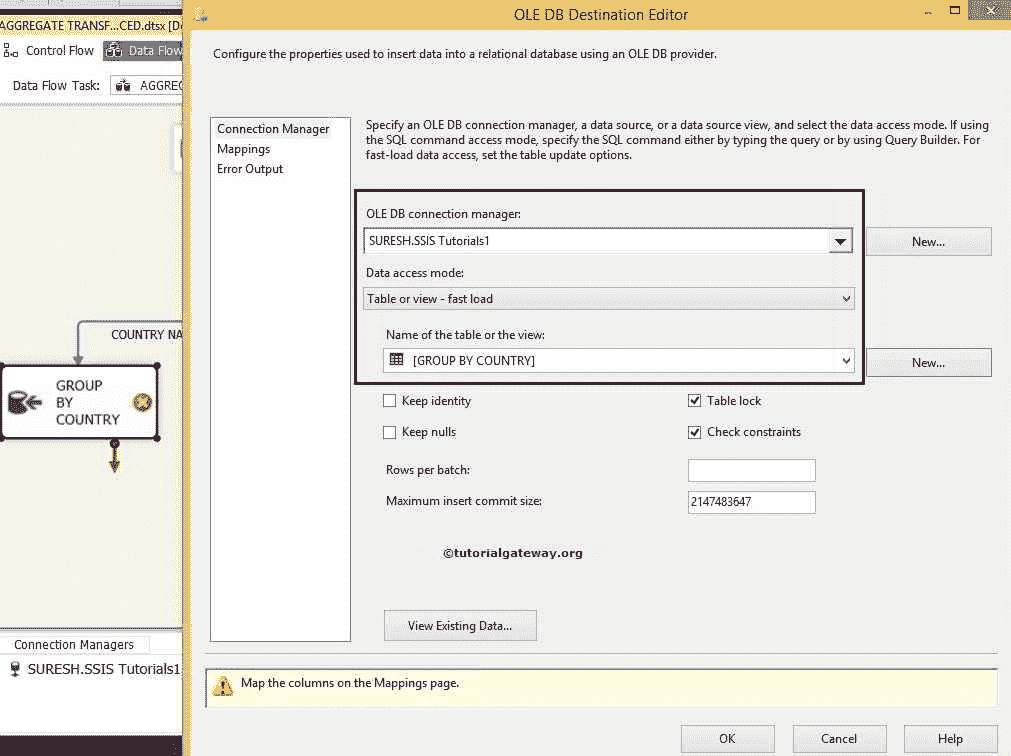 OLE DB Destination Editor
AGGREGATE TRANSF...CED.dtsx [D
Control Flow
Data Flow
Data Flow Task:
AGGREG
COUNTRY NA
GROUP
BY
COUNTRY
Connection Managers
SURESH.SSIS Tutorials1
Configure the properties used to insert data into a relational database using an OLE DB provider.
Connection Manager
Mappings
Error Output
Specify an OLE DB connection manager, a data source, or a data source view, and select the data access mode. If using
the SQL command access mode, specify the SQL command either by typing the query or by using Query Builder. For
fast-load data access, set the table update options.
OLE DB connection manager:
SURESH.SSIS Tutorials1
New...
Data access mode:
Table or view - fast load
Name of the table or the view:
[GROUP BY COUNTRY]
New...
Keep identity
Table lock
Keep nulls
Check constraints
Rows per batch:
Maximum insert commit size:
2147483647
©tutorialgateway.org
View Existing Data...
Map the columns on the Mappings page.
OK
Cancel
Help